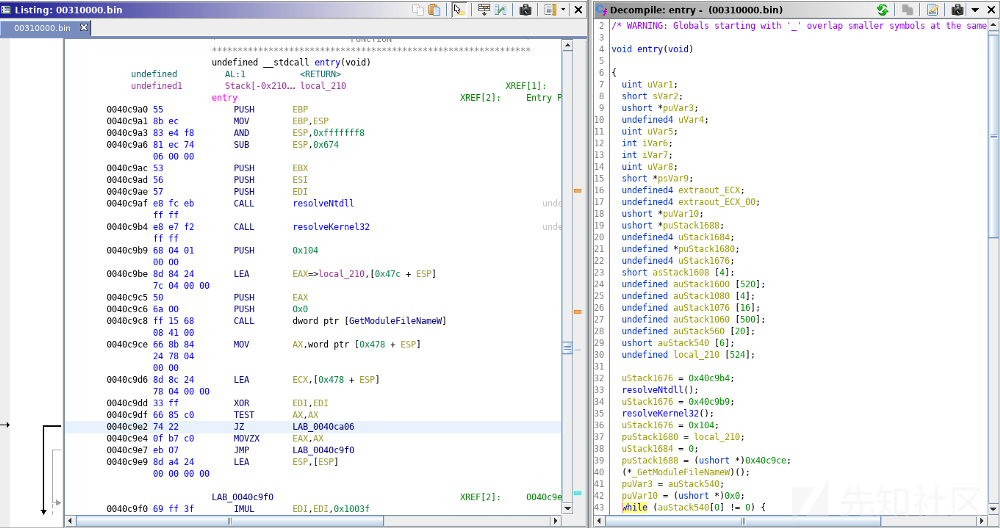 Listing: 00310000.bin
00310000.bin
FUNCTION
**************************************************************
undefined __stdcall entry(void)
undefined AL:1 <RETURN>
undefined1 Stack[-0x210... local_210 XREF[1]:
entry XREF[2]: Entry P
0040c9a0 55 PUSH EBP
0040c9a1 8b ec MOV EBP,ESP
0040c9a3 83 e4 f8 AND ESP,0xfffffff8
0040c9a6 81 ec 74 SUB ESP,0x674
06 00 00
0040c9ac 53 PUSH EBX
0040c9ad 56 PUSH ESI
0040c9ae 57 PUSH EDI
0040c9af e8 fc eb CALL resolveNtdll unde
ff ff
0040c9b4 e8 e7 f2 CALL resolveKernel32 unde
ff ff
0040c9b9 68 04 01 PUSH 0x104
00 00
0040c9be 8d 84 24 LEA EAX=>local_210,[0x47c + ESP]
7c 04 00 00
0040c9c5 50 PUSH EAX
0040c9c6 6a 00 PUSH 0x0
0040c9c8 ff 15 68 CALL dword ptr [GetModuleFileNameW]
08 41 00
0040c9ce 66 8b 84 MOV AX,word ptr [0x478 + ESP]
24 78 04
00 00
0040c9d6 8d 8c 24 LEA ECX,[0x478 + ESP]
78 04 00 00
0040c9dd 33 ff XOR EDI,EDI
0040c9df 66 85 c0 TEST AX,AX
0040c9e2 74 22 JZ LAB_0040ca06
0040c9e4 0f b7 c0 MOVZX EAX,AX
0040c9e7 eb 07 JMP LAB_0040c9f0
0040c9e9 8d a4 24 LEA ESP,[ESP]
00 00 00 00
LAB_0040c9f0 XREF[2]: 0040c9e
0040c9f0 69 ff 3f IMUL EDI,EDI,0x1003f
Decompile: entry - (00310000.bin)
2 /* WARNING: Globals starting with '_' overlap smaller symbols at the same
3
4 void entry(void)
5
6 {
7 uint uVar1;
8 short sVar2;
9 ushort *puVar3;
10 undefined4 uVar4;
11 uint uVar5;
12 int iVar6;
13 int iVar7;
14 uint uVar8;
15 short *psVar9;
16 undefined4 extraout_ECX;
17 undefined4 extraout_ECX_00;
18 ushort *puVar10;
19 ushort *puStack1688;
20 undefined4 uStack1684;
21 undefined *puStack1680;
22 undefined4 uStack1676;
23 short asStack1608 [4];
24 undefined auStack1600 [520];
25 undefined auStack1080 [4];
26 undefined auStack1076 [16];
27 undefined auStack1060 [500];
28 undefined auStack560 [20];
29 ushort auStack540 [6];
30 undefined local_210 [524];
31
32 uStack1676 = 0x40c9b4;
33 resolveNtdll();
34 uStack1676 = 0x40c9b9;
35 resolveKernel32();
36 uStack1676 = 0x104;
37 puStack1680 = local_210;
38 uStack1684 = 0;
39 puStack1688 = (ushort *)0x40c9ce;
40 (*_GetModuleFileNameW)();
41 puVar3 = auStack540;
42 puVar10 = (ushort *)0x0;
43 while (auStack540[0] != 0) {
先知社区